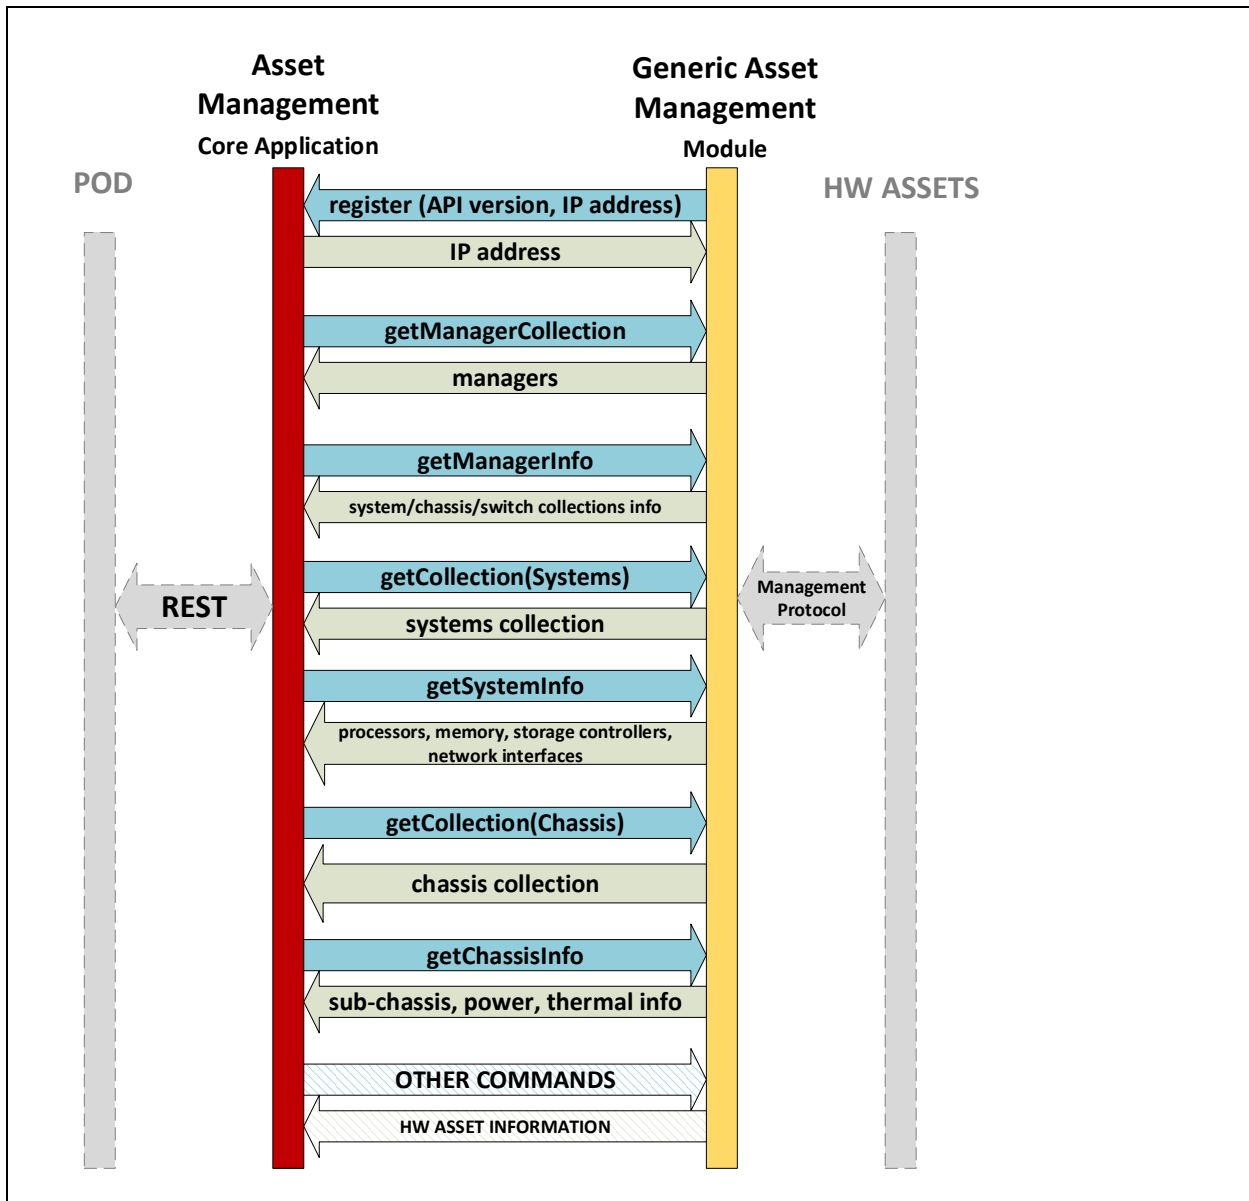 Asset
Management
Core Application
Generic Asset
Management
Module
POD
HW ASSETS
register (API version, IP address)
IP address
getManagerCollection
managers
getManagerInfo
system/chassis/switch collections info
getCollection(Systems)
REST
Management
Protocol
systems collection
getSystemInfo
processors, memory, storage controllers,
network interfaces
getCollection(Chassis)
chassis collection
getChassisInfo
sub-chassis, power, thermal info
OTHER COMMANDS
HW ASSET INFORMATION